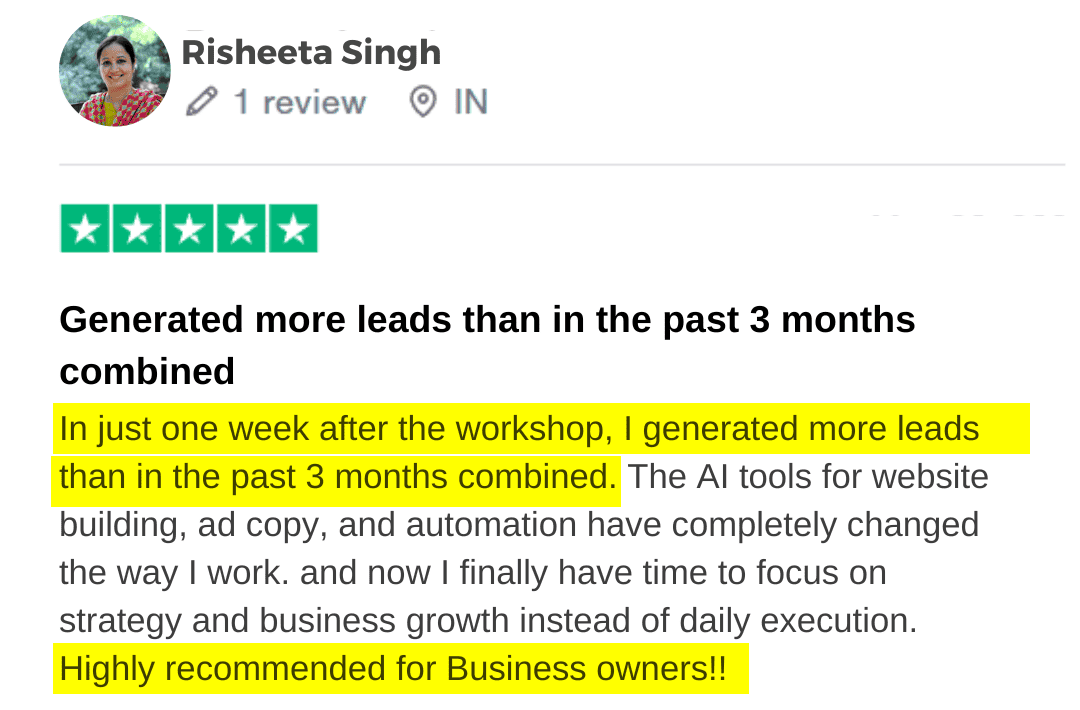 Risheeta Singh
1 review IN
Generated more leads than in the past 3 months
combined
In just one week after the workshop, I generated more leads
than in the past 3 months combined. The AI tools for website
building, ad copy, and automation have completely changed
the way I work. and now I finally have time to focus on
strategy and business growth instead of daily execution.
Highly recommended for Business owners!!